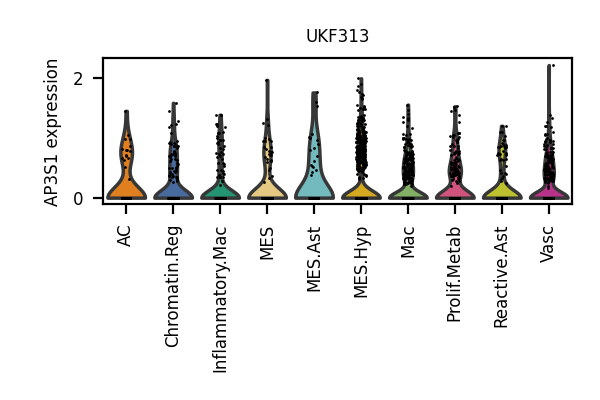 UKF313
AP3S1 expression
2
0
AC
Chromatin.Reg
Inflammatory.Mac
MES
MES.Ast
MES.Hyp
Mac
Prolif.Metab
Reactive.Ast
Vasc